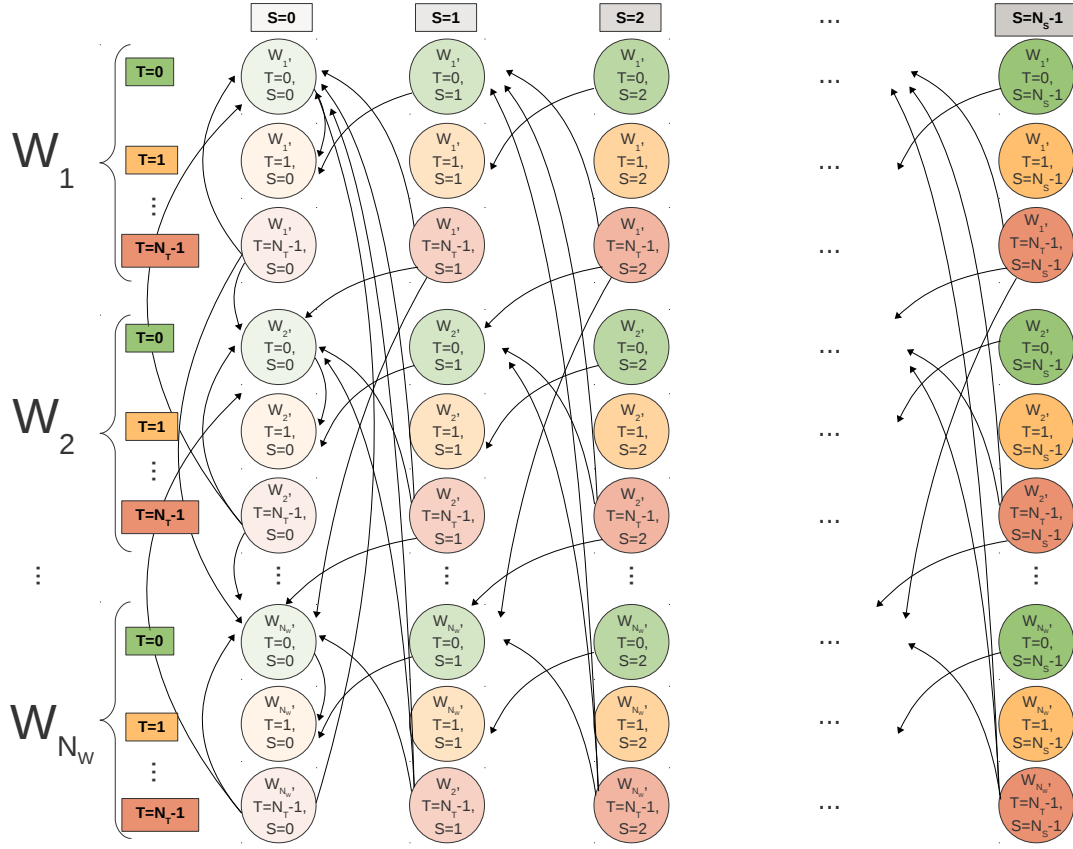 S=0 S=1 S=2 ... S=N_S-1
W_1
T=0
T=1
...
T=N_T-1
W_1, T=0, S=0
W_1, T=0, S=1
W_1, T=0, S=2
...
W_1, T=0, S=N_S-1
W_1, T=1, S=0
W_1, T=1, S=1
W_1, T=1, S=2
...
W_1, T=1, S=N_S-1
W_1, T=N_T-1, S=0
W_1, T=N_T-1, S=1
W_1, T=N_T-1, S=2
...
W_1, T=N_T-1, S=N_S-1
W_2
T=0
T=1
...
T=N_T-1
W_2, T=0, S=0
W_2, T=0, S=1
W_2, T=0, S=2
...
W_2, T=0, S=N_S-1
W_2, T=1, S=0
W_2, T=1, S=1
W_2, T=1, S=2
...
W_2, T=1, S=N_S-1
W_2, T=N_T-1, S=0
W_2, T=N_T-1, S=1
W_2, T=N_T-1, S=2
...
W_2, T=N_T-1, S=N_S-1
... ... ... ... ...
W_N_W
T=0
T=1
...
T=N_T-1
W_N_W, T=0, S=0
W_N_W, T=0, S=1
W_N_W, T=0, S=2
...
W_N_W, T=0, S=N_S-1
W_N_W, T=1, S=0
W_N_W, T=1, S=1
W_N_W, T=1, S=2
...
W_N_W, T=1, S=N_S-1
W_N_W, T=N_T-1, S=0
W_2, T=N_T-1, S=1
W_N_W, T=N_T-1, S=2
...
W_N_W, T=N_T-1, S=N_S-1